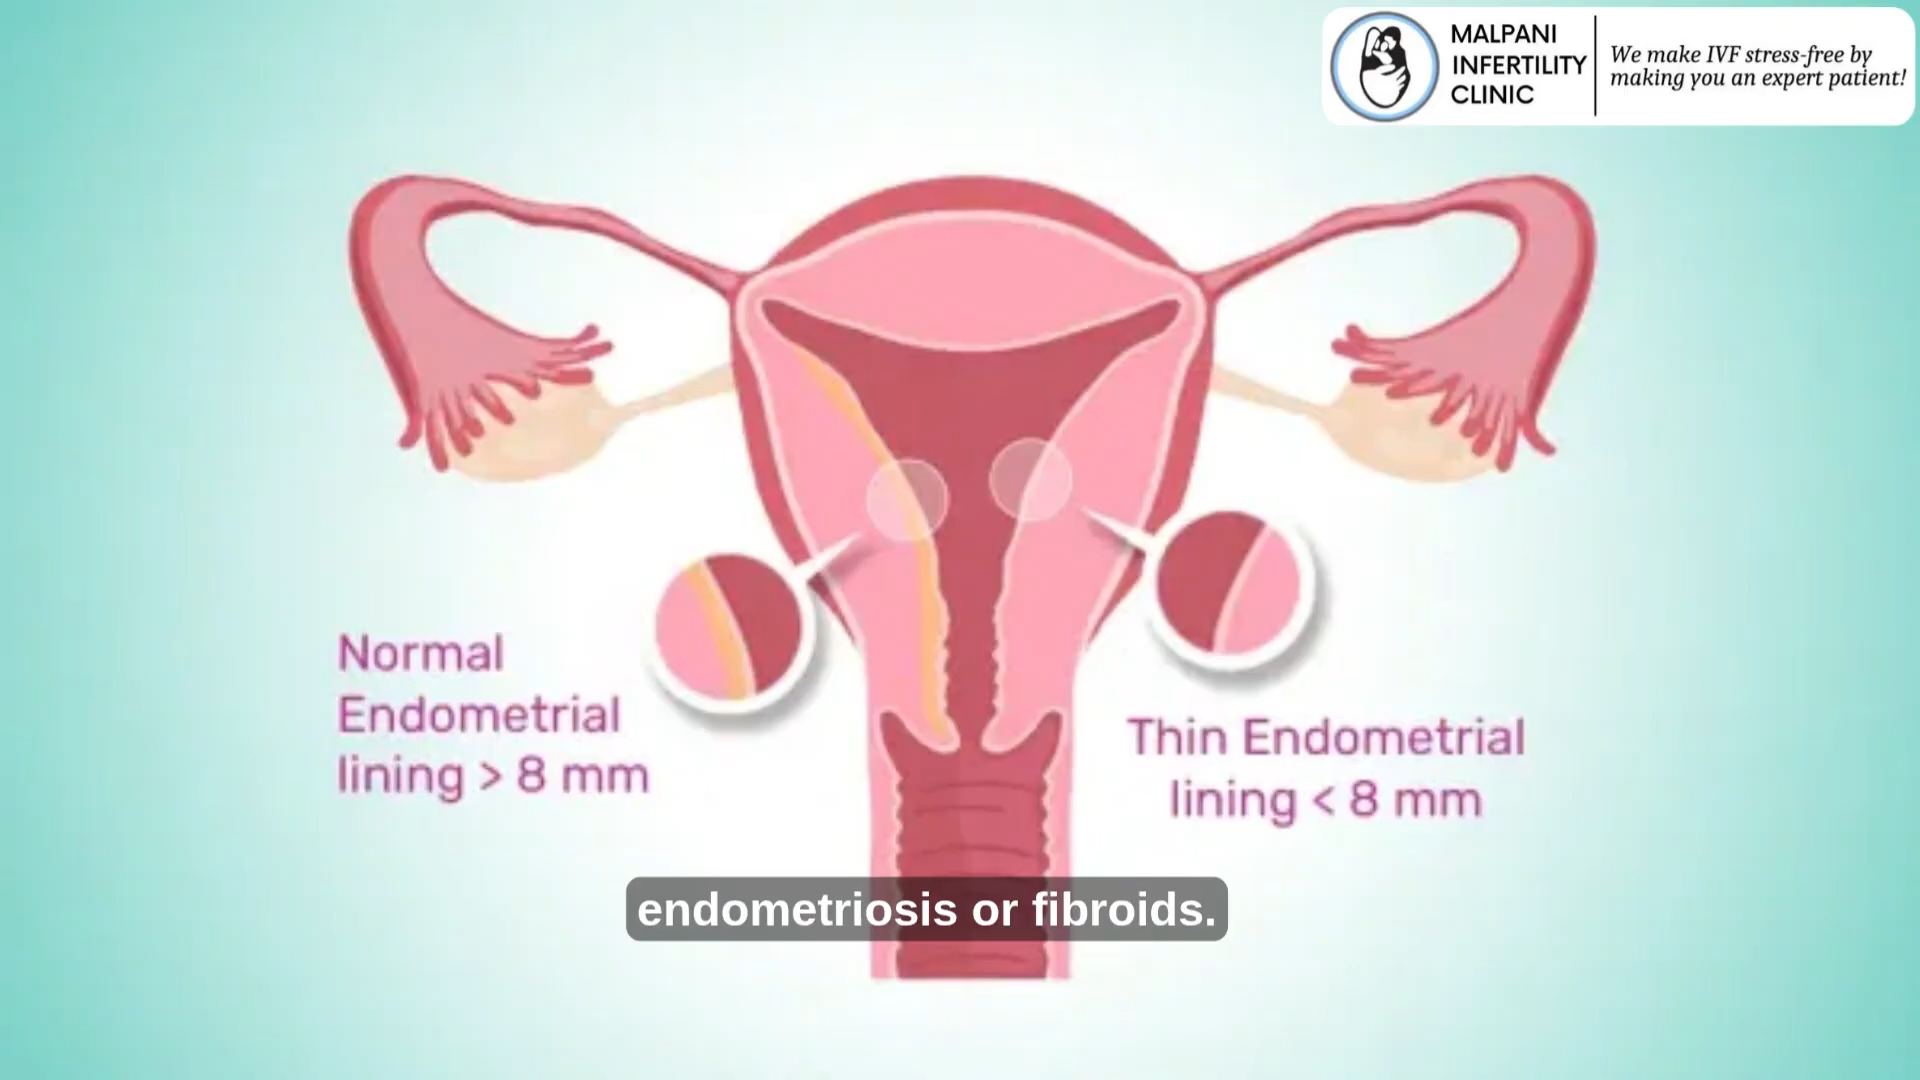 MALPANI
INFERTILITY
CLINIC
We make IVF stress-free by
making you an expert patient!
Normal
Endometrial
lining > 8 mm
Thin Endometrial
lining < 8 mm
endometriosis or fibroids.